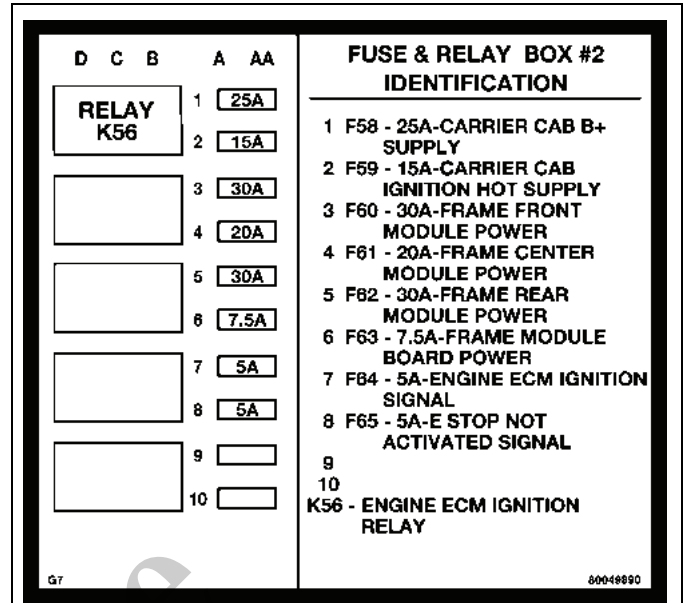 D C B A AA
RELAY
K56
1 25A
2 15A
3 30A
4 20A
5 30A
6 7.5A
7 5A
8 5A
9
10
G7
FUSE & RELAY BOX #2
IDENTIFICATION
1 F58 - 25A-CARRIER CAB B+
SUPPLY
2 F59 - 15A-CARRIER CAB
IGNITION HOT SUPPLY
3 F60 - 30A-FRAME FRONT
MODULE POWER
4 F61 - 20A-FRAME CENTER
MODULE POWER
5 F62 - 30A-FRAME REAR
MODULE POWER
6 F63 - 7.5A-FRAME MODULE
BOARD POWER
7 F64 - 5A-ENGINE ECM IGNITION
SIGNAL
8 F65 - 5A-E STOP NOT
ACTIVATED SIGNAL
9
10
K56 - ENGINE ECM IGNITION
RELAY
80049890